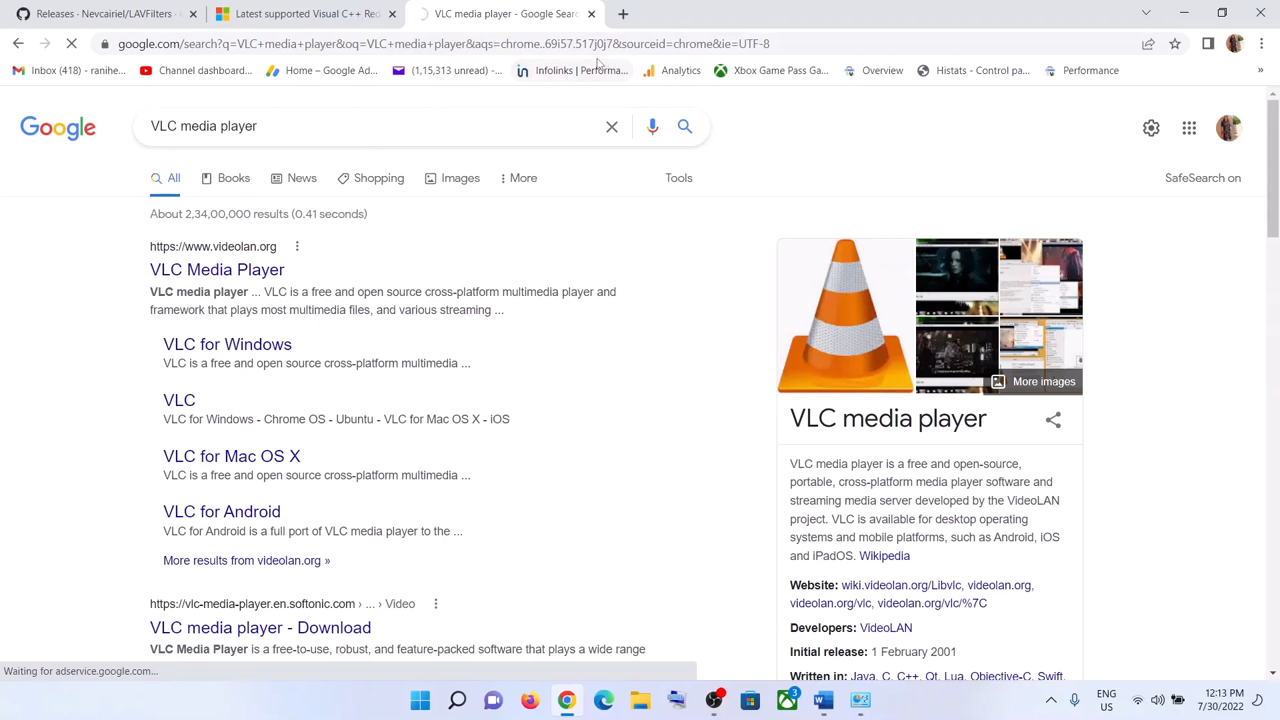 Releases · Nevcairiel/LAVFilters ·
Latest supported Visual C++ Red
VLC media player - Google Searc
google.com/search?q=VLC+media+player&oq=VLC+media+player&aqs=chrome..69i57.517j0j7&sourceid=chrome&ie=UTF-8
Inbox (418) - ranihe...
Channel dashboard...
Home – Google Ad...
(1,15,313 unread) -...
Infolinks | Performa...
Analytics
Xbox Game Pass Ga...
Overview
Histats - Control pa...
Performance
»
Google
VLC media player
All
Books
News
Shopping
Images
More
Tools
SafeSearch on
About 2,34,00,000 results (0.41 seconds)
https://www.videolan.org
VLC Media Player
VLC media player ... VLC is a free and open source cross-platform multimedia player and
framework that plays most multimedia files, and various streaming ...
VLC for Windows
VLC is a free and open source cross-platform multimedia ...
VLC
VLC for Windows - Chrome OS - Ubuntu - VLC for Mac OS X - iOS
VLC for Mac OS X
VLC is a free and open source cross-platform multimedia ...
VLC for Android
VLC for Android is a full port of VLC media player to the ...
More results from videolan.org »
https://vlc-media-player.en.softonic.com › ... › Video
VLC media player - Download
VLC Media Player is a free-to-use, robust, and feature-packed software that plays a wide range
More images
VLC media player
VLC media player is a free and open-source,
portable, cross-platform media player software and
streaming media server developed by the VideoLAN
project. VLC is available for desktop operating
systems and mobile platforms, such as Android, iOS
and iPadOS. Wikipedia
Website: wiki.videolan.org/Libvlc, videolan.org,
videolan.org/vlc, videolan.org/vlc/%7C
Developers: VideoLAN
Initial release: 1 February 2001
Written in: Java, C, C++, Qt, Lua, Objective-C, Swift,
Waiting for adservice.google.com...
3
ENG
US
12:13 PM
7/30/2022